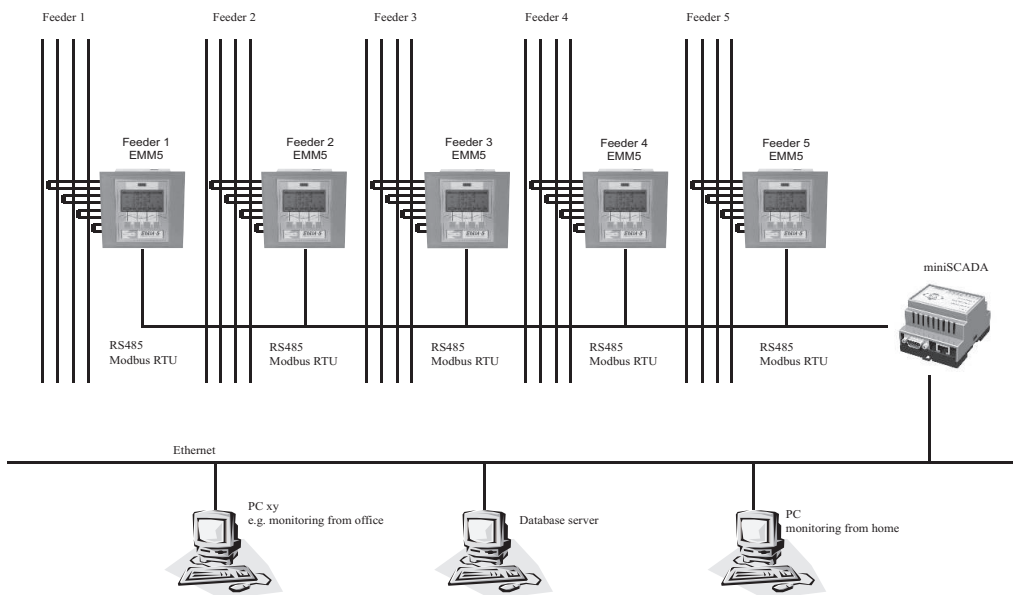 Feeder 1
Feeder 2
Feeder 3
Feeder 4
Feeder 5
Feeder 1
EMM5
Feeder 2
EMM5
Feeder 3
EMM5
Feeder 4
EMM5
Feeder 5
EMM5
miniSCADA
RS485
Modbus RTU
RS485
Modbus RTU
RS485
Modbus RTU
RS485
Modbus RTU
RS485
Modbus RTU
Ethernet
PC xy
e.g. monitoring from office
Database server
PC
monitoring from home